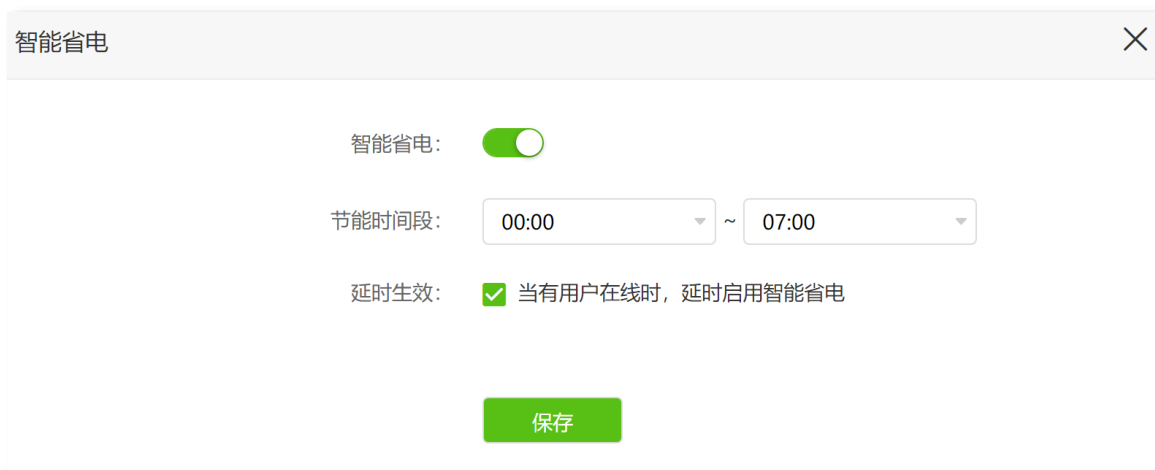 智能省电
智能省电：
节能时间段： 00:00 ~ 07:00
延时生效： 当有用户在线时，延时启用智能省电
保存